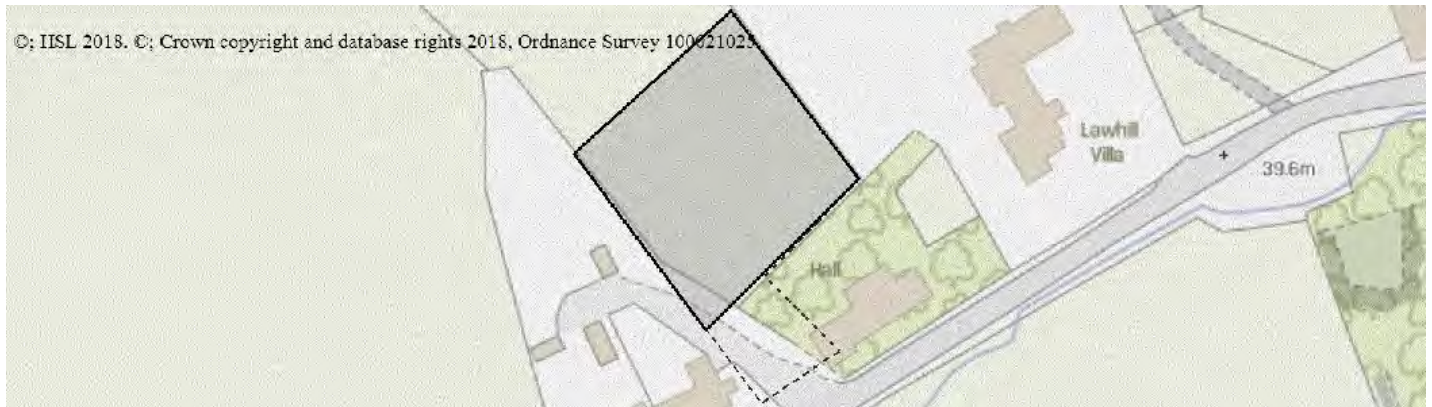 ©; HSL 2018. ©; Crown copyright and database rights 2018, Ordnance Survey 100021025
Lawhill
Villa
39.6m
Hall